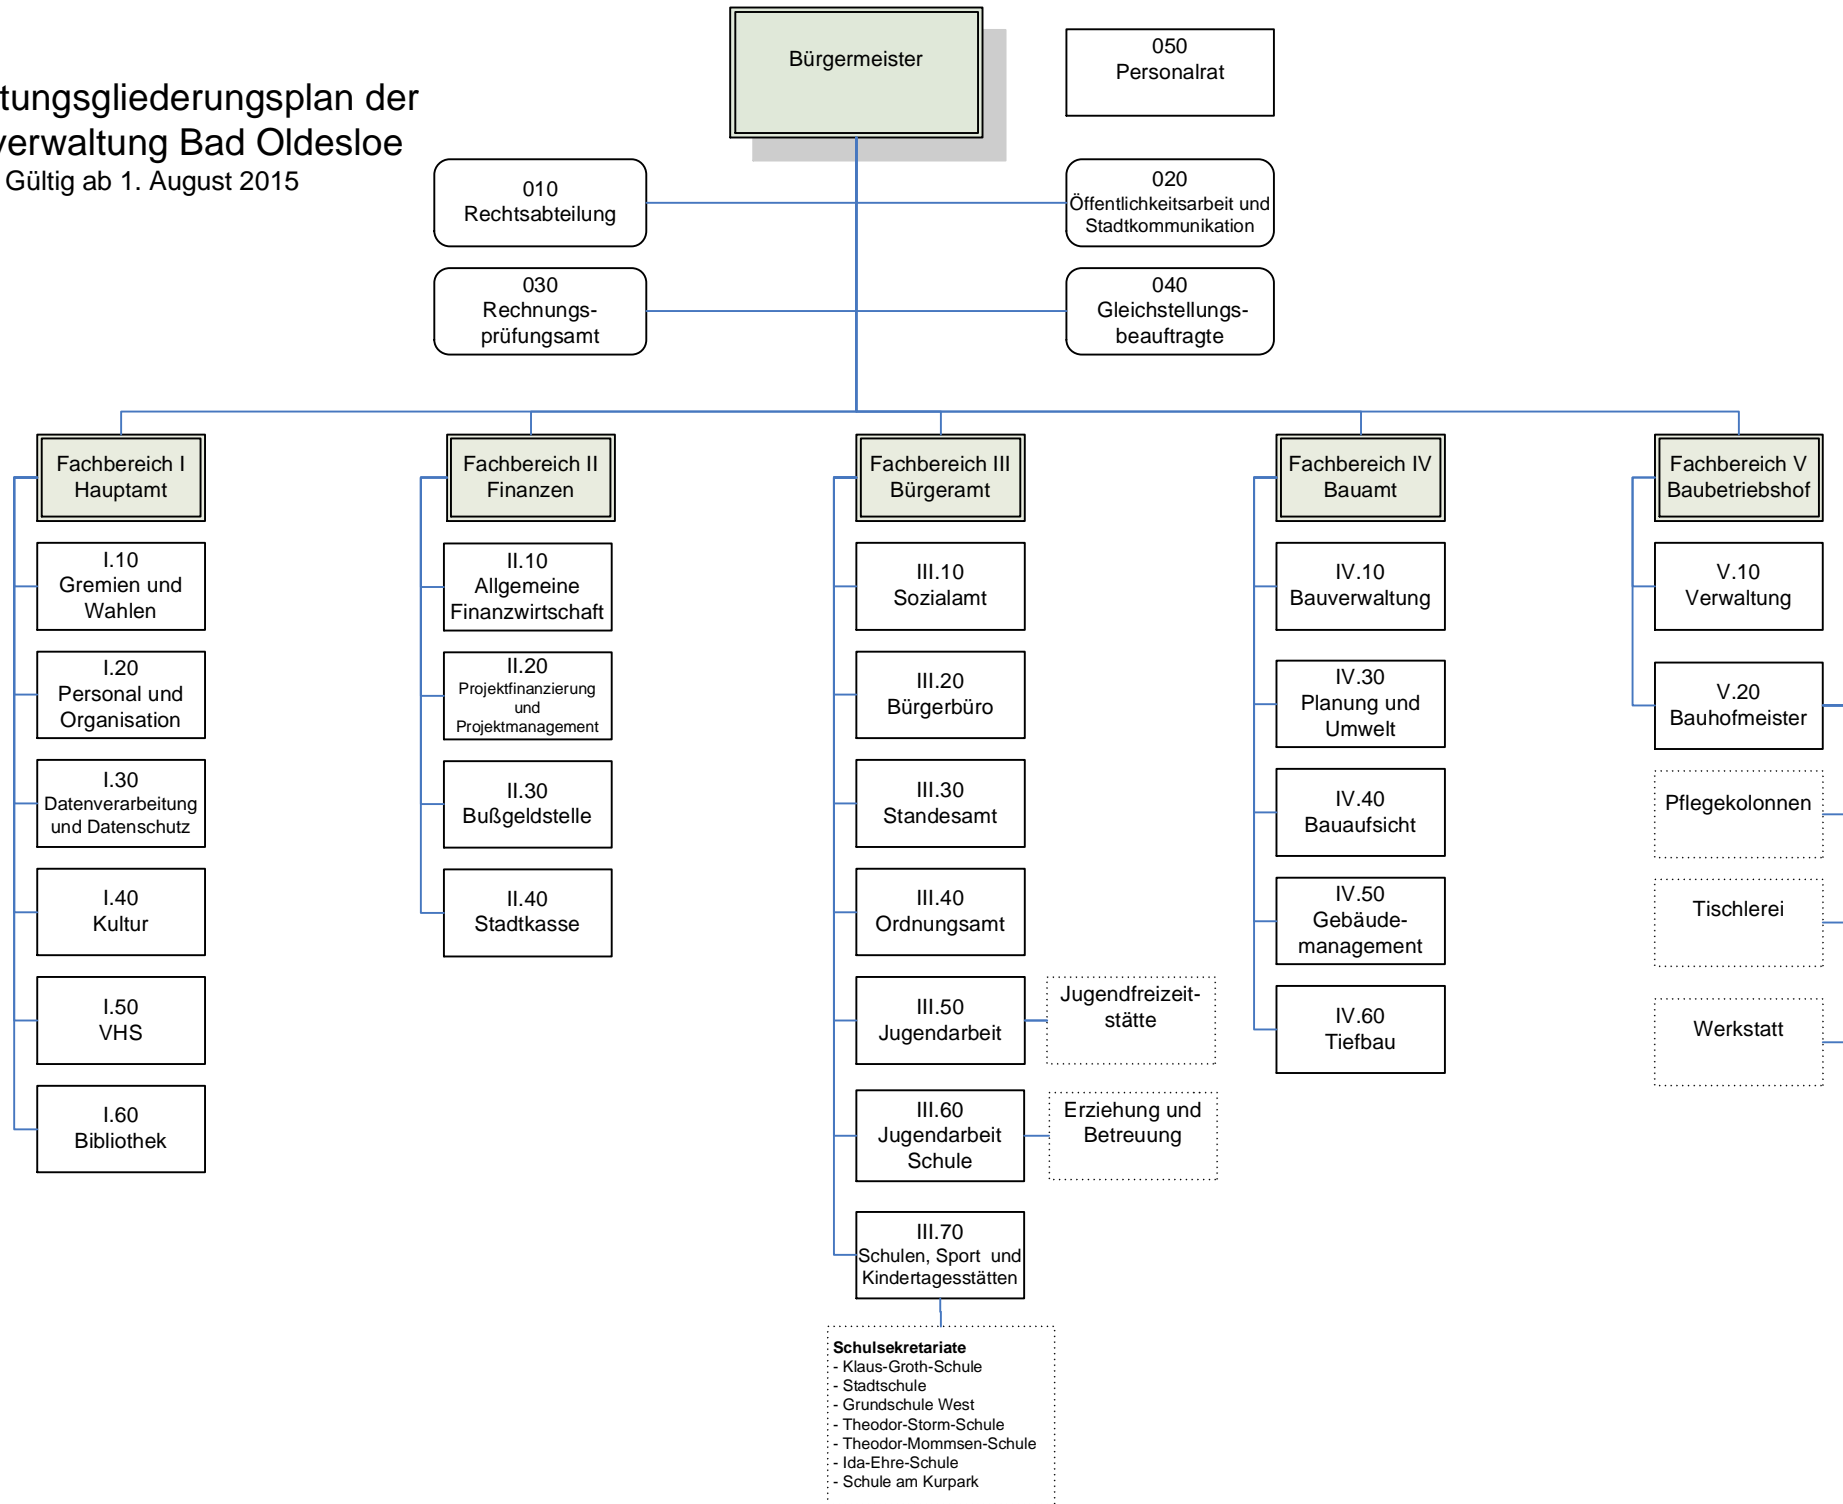 Bürgermeister
050
Personalrat
tungsgliederungsplan der
verwaltung Bad Oldesloe
Gültig ab 1. August 2015
010
Rechtsabteilung
020
Öffentlichkeitsarbeit und
Stadtkommunikation
030
Rechnungs-
prüfungsamt
040
Gleichstellungs-
beauftragte
Fachbereich I
Hauptamt
I.10
Gremien und
Wahlen
I.20
Personal und
Organisation
I.30
Datenverarbeitung
und Datenschutz
I.40
Kultur
I.50
VHS
I.60
Bibliothek
Fachbereich II
Finanzen
II.10
Allgemeine
Finanzwirtschaft
II.20
Projektfinanzierung
und
Projektmanagement
II.30
Bußgeldstelle
II.40
Stadtkasse
Fachbereich III
Bürgeramt
III.10
Sozialamt
III.20
Bürgerbüro
III.30
Standesamt
III.40
Ordnungsamt
III.50
Jugendarbeit
Jugendfreizeit-
stätte
III.60
Jugendarbeit
Schule
Erziehung und
Betreuung
III.70
Schulen, Sport und
Kindertagesstätten
Schulsekretariate
- Klaus-Groth-Schule
- Stadtschule
- Grundschule West
- Theodor-Storm-Schule
- Theodor-Mommsen-Schule
- Ida-Ehre-Schule
- Schule am Kurpark
Fachbereich IV
Bauamt
IV.10
Bauverwaltung
IV.30
Planung und
Umwelt
IV.40
Bauaufsicht
IV.50
Gebäude-
management
IV.60
Tiefbau
Fachbereich V
Baubetriebshof
V.10
Verwaltung
V.20
Bauhofmeister
Pflegekolonnen
Tischlerei
Werkstatt